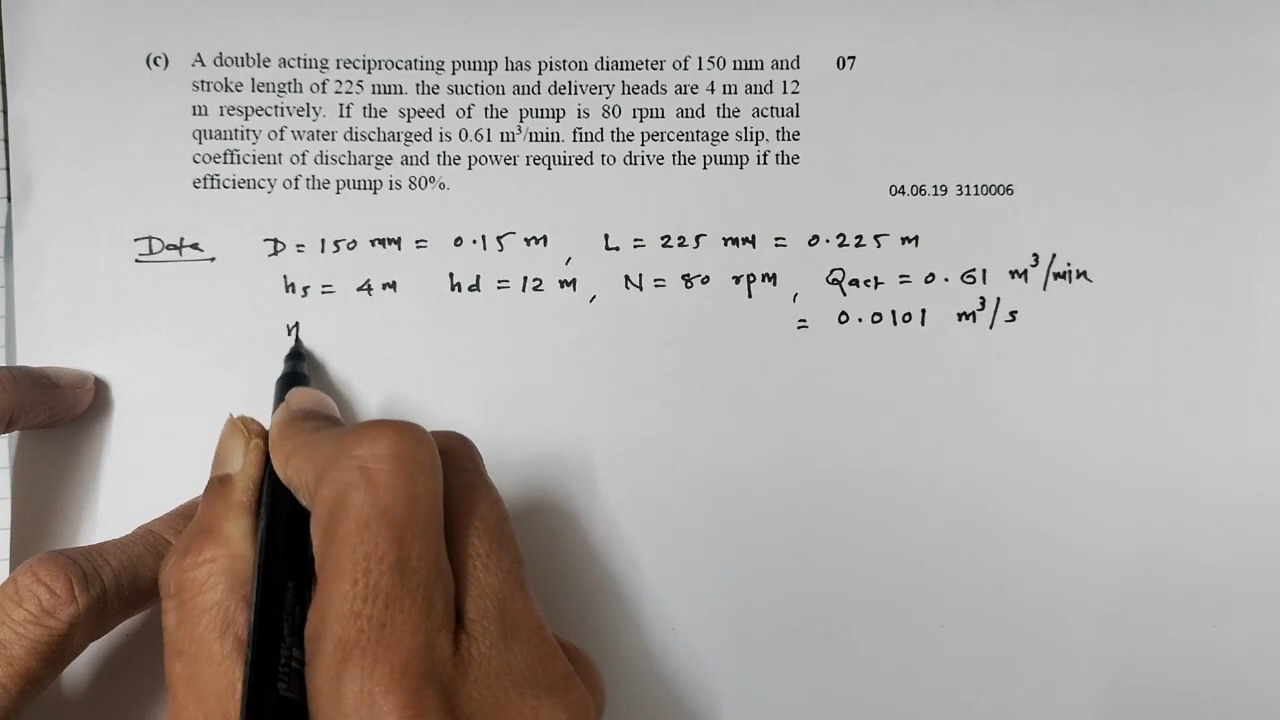 (c) A double acting reciprocating pump has piston diameter of 150 mm and 07
stroke length of 225 mm. the suction and delivery heads are 4 m and 12
m respectively. If the speed of the pump is 80 rpm and the actual
quantity of water discharged is 0.61 m³/min. find the percentage slip, the
coefficient of discharge and the power required to drive the pump if the
efficiency of the pump is 80%.
04.06.19 3110006
Data D = 150 mm = 0.15 m, L = 225 mm = 0.225 m
hs = 4 m hd = 12 m, N = 80 rpm, Qact = 0.61 m³/min
= 0.0101 m³/s
η